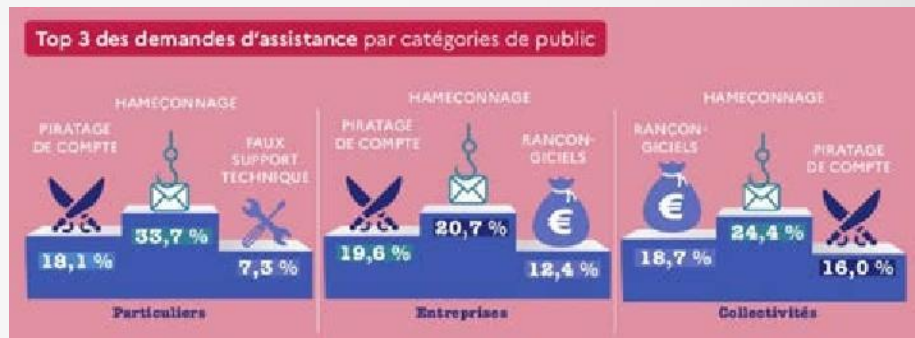 Top 3 des demandes d'assistance par catégories de public
HAMEÇONNAGE
PIRATAGE
DE COMPTE
FAUX
SUPPORT
TECHNIQUE
18,1 %
33,7 %
7,3 %
Particuliers
HAMEÇONNAGE
PIRATAGE
DE COMPTE
RANÇON-
GICIELS
19,6 %
20,7 %
€
12,4 %
Entreprises
HAMEÇONNAGE
RANÇON-
GICIELS
PIRATAGE
DE COMPTE
€
18,7 %
24,4 %
16,0 %
Collectivités